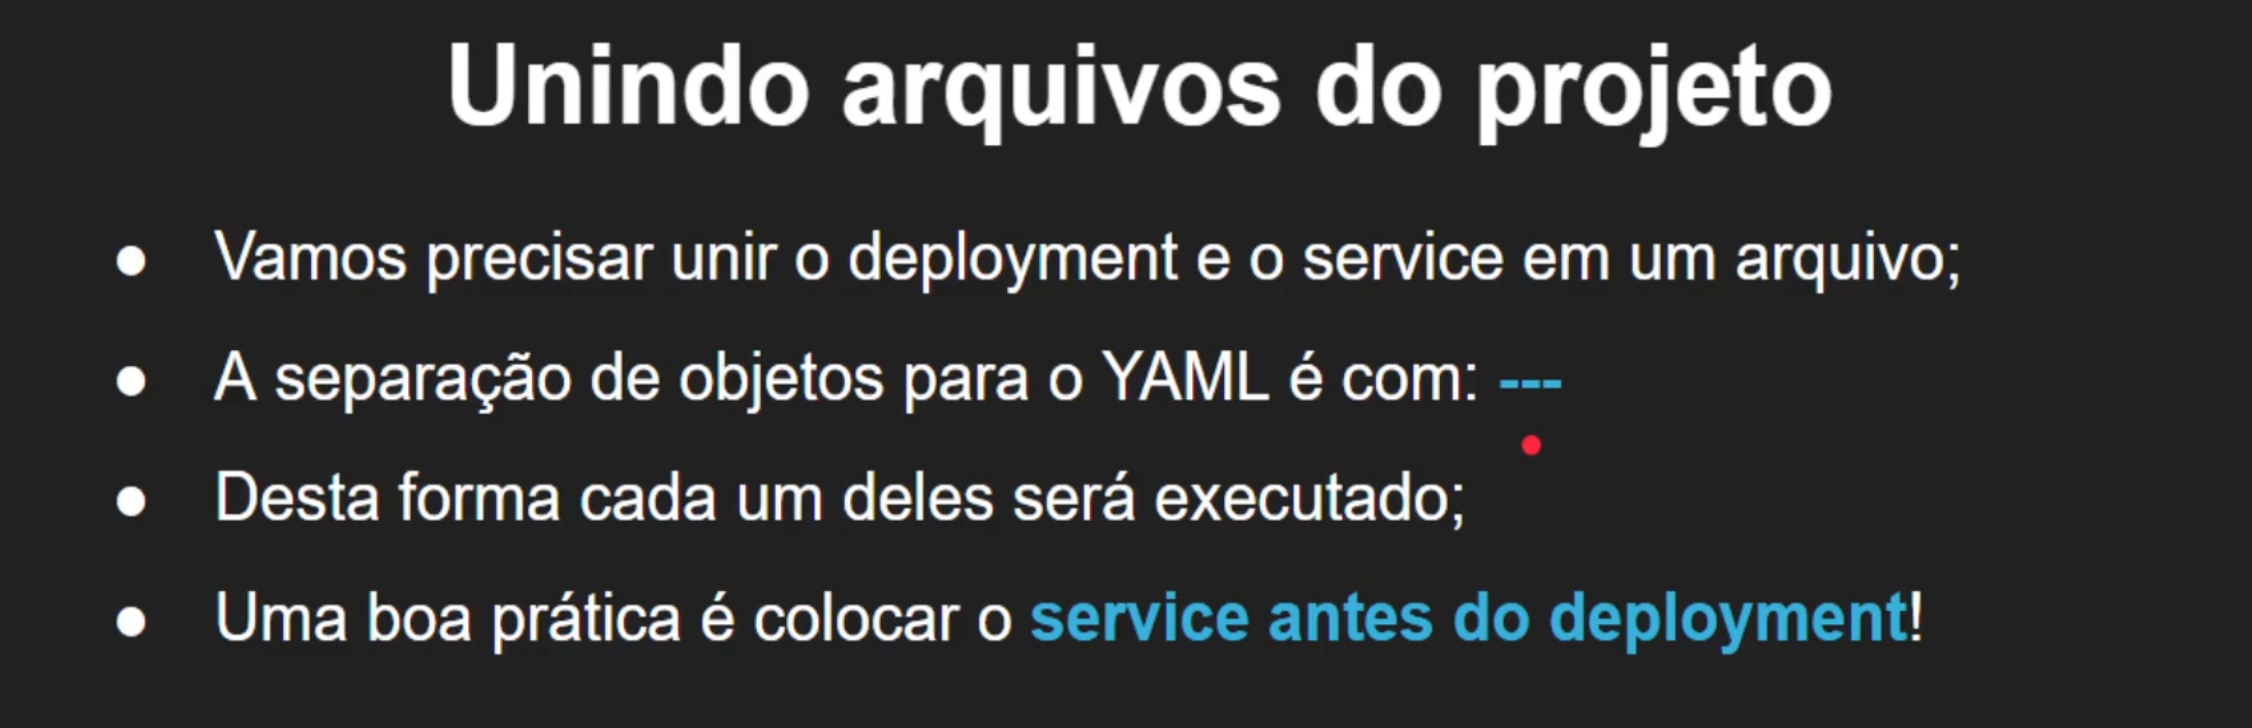 Unindo arquivos do projeto
● Vamos precisar unir o deployment e o service em um arquivo;
● A separação de objetos para o YAML é com: ---
● Desta forma cada um deles será executado;
● Uma boa prática é colocar o service antes do deployment!